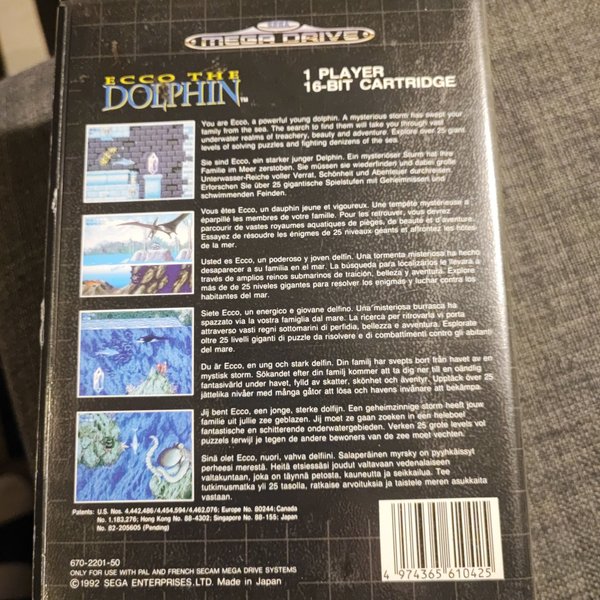 SEGA
MEGA DRIVE
ECCO THE
DOLPHIN™
1 PLAYER
16-BIT CARTRIDGE
You are Ecco, a powerful young dolphin. A mysterious storm has swept your
family from the sea. The search to find them will take you through vast
underwater realms of treachery, beauty and adventure. Explore over 25 giant
levels of solving puzzles and fighting denizens of the sea.
Sie sind Ecco, ein starker junger Delphin. Ein mysteriöser Sturm hat Ihre
Familie im Meer zerstoben. Sie müssen sie wiederfinden und dabei große
Unterwasser-Reiche voller Verrat, Schönheit und Abenteuer durchreisen.
Erforschen Sie über 25 gigantische Spielstufen mit Geheimnissen und
schwimmenden Feinden.
Vous êtes Ecco, un dauphin jeune et vigoureux. Une tempête mystérieuse a
éparpillé les membres de votre famille. Pour les retrouver, vous devrez
parcourir de vastes royaumes aquatiques de pièges, de beauté et d'aventure.
Essayez de résoudre les énigmes de 25 niveaux géants et affrontez les hôtes
de la mer.
Usted es Ecco, un poderoso y joven delfín. Una tormenta misteriosa ha hecho
desaparecer a su familia en el mar. La búsqueda para localizarlos le llevará a
través de amplios reinos submarinos de traición, belleza y aventura. Explore
más de de 25 niveles gigantes para resolver los enigmas y luchar contra los
habitantes del mar.
Siete Ecco, un energico e giovane delfino. Una misteriosa burrasca ha
spazzato via la vostra famiglia dal mare. La ricerca per ritrovarla vi porta
attraverso vasti regni sottomarini di perfidia, bellezza e avventura. Esplorate
oltre 25 livelli giganti di puzzle da risolvere e di combattimenti contro gli abitanti
del mare.
Du är Ecco, en ung och stark delfin. Din familj har svepts bort från havet av en
mystisk storm. Sökandet efter din familj kommer att ta dig ner till en oändlig
fantasivärld under havet, fylld av skatter, skönhet och äventyr. Upptäck över 25
jättelika nivåer med många gåtor att lösa och havens invånare att bekämpa.
Jij bent Ecco, een jonge, sterke dolfijn. Een geheimzinnige storm heeft jouw
familie uit jullie zee geblazen. Jij moet ze gaan zoeken in een heleboel
fantastische en schitterende onderwatergebieden. Verken 25 grote levels vol
puzzels terwijl je tegen de andere bewoners van de zee moet vechten.
Sinä olet Ecco, nuori, vahva delfiini. Salaperäinen myrsky on pyyhkäissyt
perheesi merestä. Heitä etsiessäsi joudut valtavaan vedenalaiseen
valtakuntaan, joka on täynnä petosta, kauneutta ja seikkailua. Tee
tutkimusmatka yli 25 tasolla, ratkaise arvoituksia ja taistele meren asukkaita
vastaan.
Patents: U.S. Nos. 4,442,486/4,454,594/4,462,076; Europe No. 80244; Canada
No. 1,183,276; Hong Kong No. 88-4302; Singapore No. 88-155; Japan
No. 82-205605 (Pending)
670-2201-50
ONLY FOR USE WITH PAL AND FRENCH SECAM MEGA DRIVE SYSTEMS
©1992 SEGA ENTERPRISES.LTD. Made in Japan
4 974365 610425